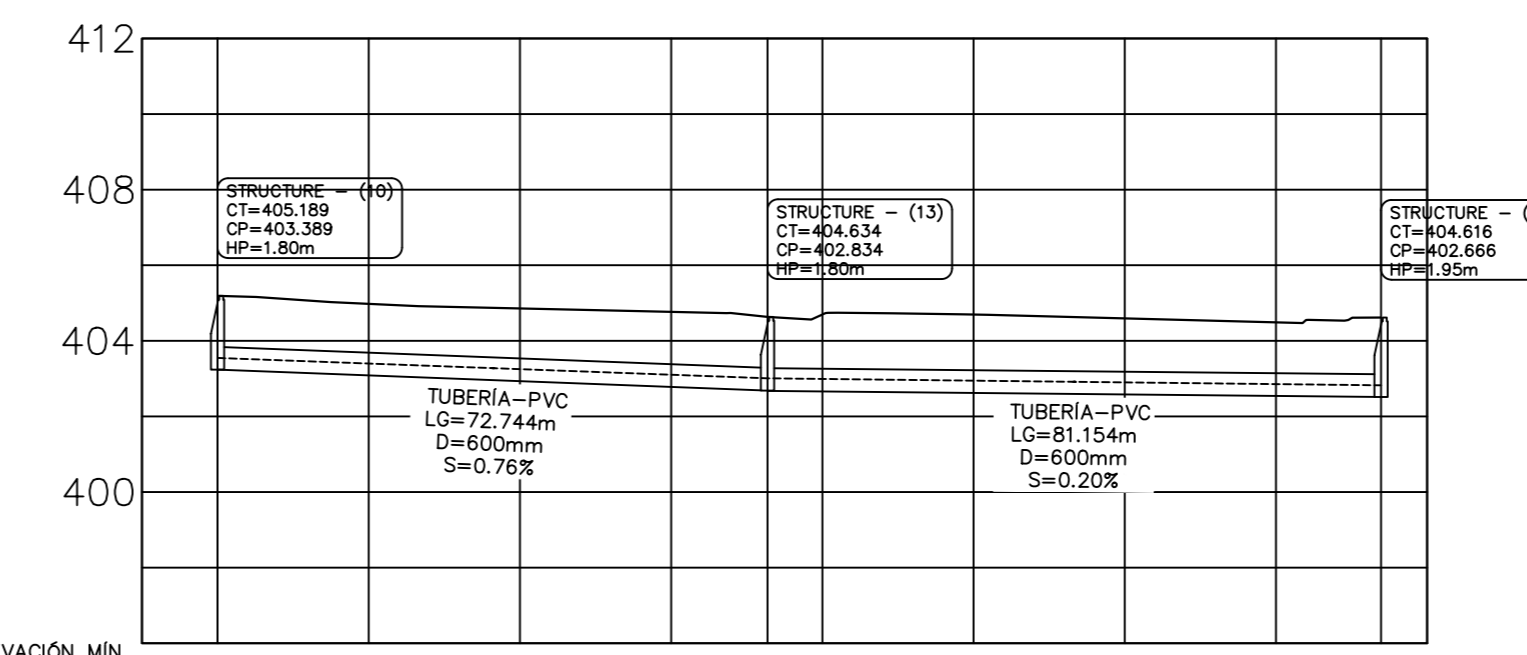 412
408
404
400
STRUCTURE - (10)
CT=405.189
CP=403.389
HP=1.80m
STRUCTURE - (13)
CT=404.634
CP=402.834
HP=1.80m
STRUCTURE - (
CT=404.616
CP=402.666
HP=1.95m
TUBERÍA-PVC
LG=72.744m
D=600mm
S=0.76%
TUBERÍA-PVC
LG=81.154m
D=600mm
S=0.20%
VACIÓN MÍN